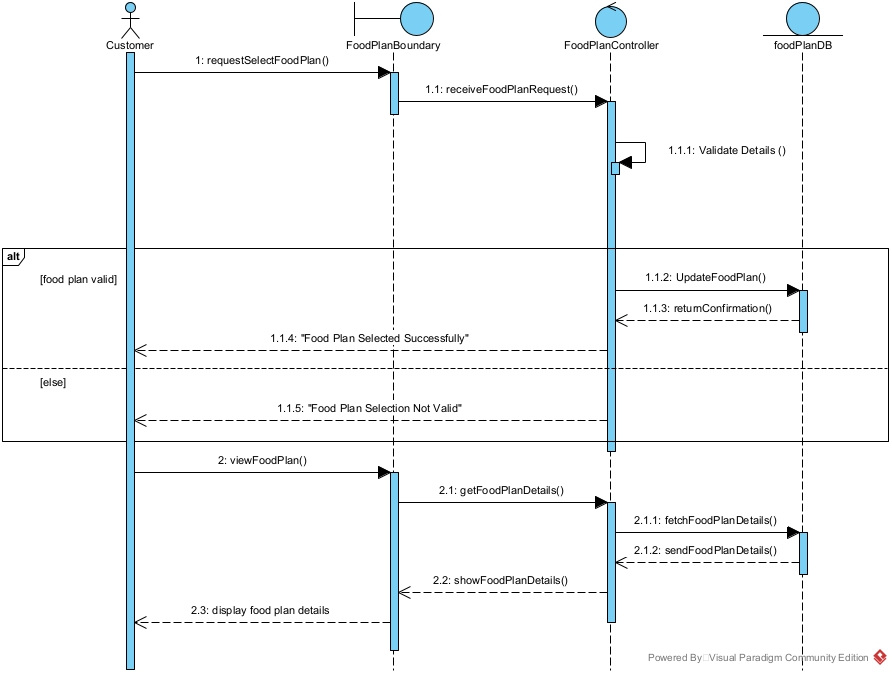 Customer
FoodPlanBoundary
FoodPlanController
foodPlanDB
1: requestSelectFoodPlan()
1.1: receiveFoodPlanRequest()
1.1.1: Validate Details ()
alt
[food plan valid]
1.1.2: UpdateFoodPlan()
1.1.3: returnConfirmation()
1.1.4: "Food Plan Selected Successfully"
[else]
1.1.5: "Food Plan Selection Not Valid"
2: viewFoodPlan()
2.1: getFoodPlanDetails()
2.1.1: fetchFoodPlanDetails()
2.1.2: sendFoodPlanDetails()
2.2: showFoodPlanDetails()
2.3: display food plan details
Powered By Visual Paradigm Community Edition